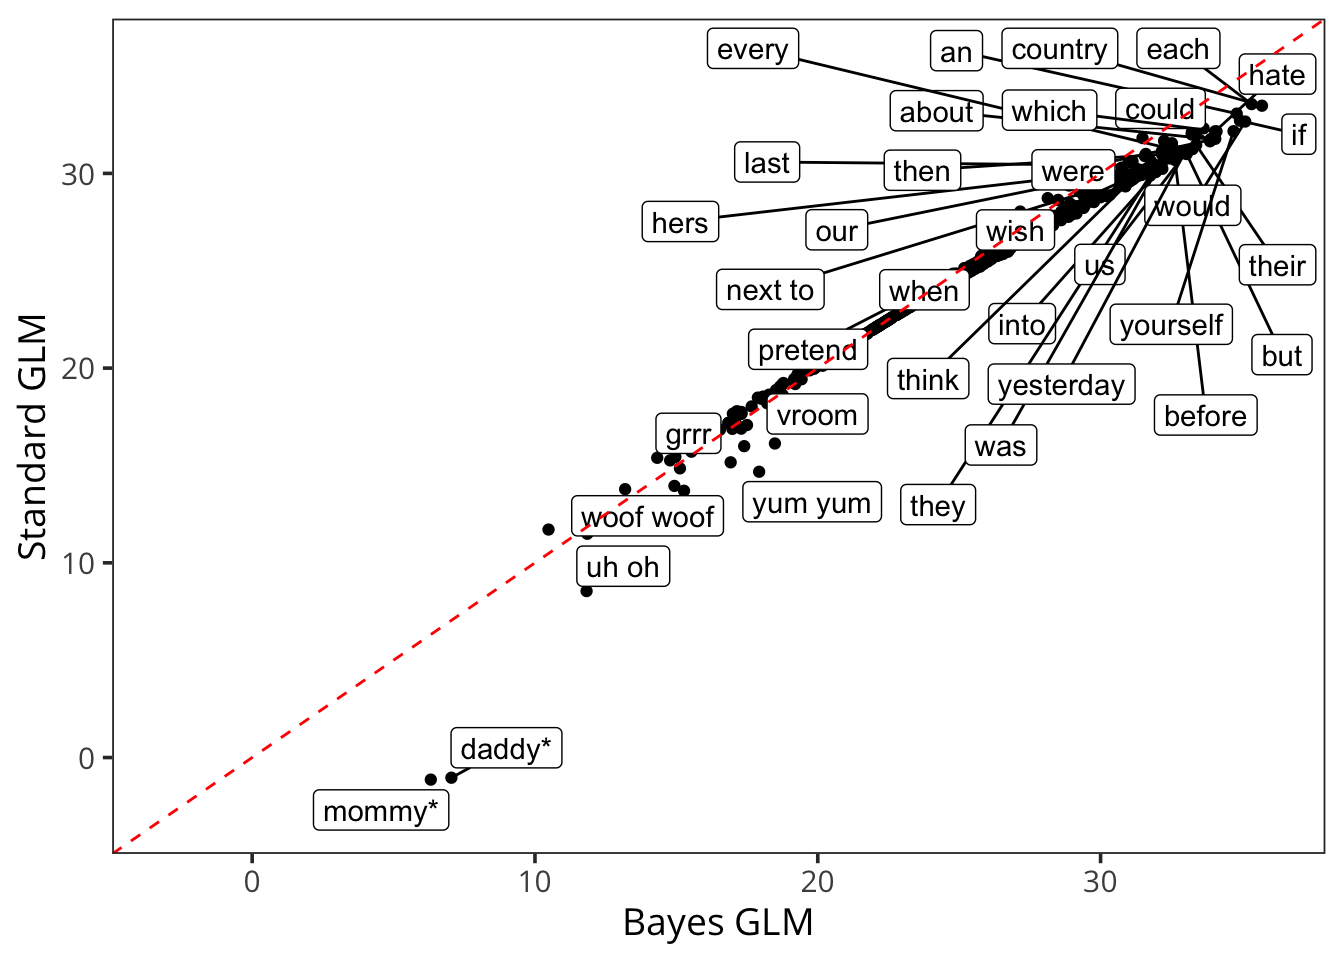 every
an
country
each
hate
about
which
could
if
last
then
were
hers
our
wish
would
next to
when
us
their
into
yourself
pretend
think
yesterday
but
vroom
before
grrr
was
yum yum
they
woof woof
uh oh
daddy*
mommy*
30
20
10
0
Standard GLM
0
10
20
30
Bayes GLM